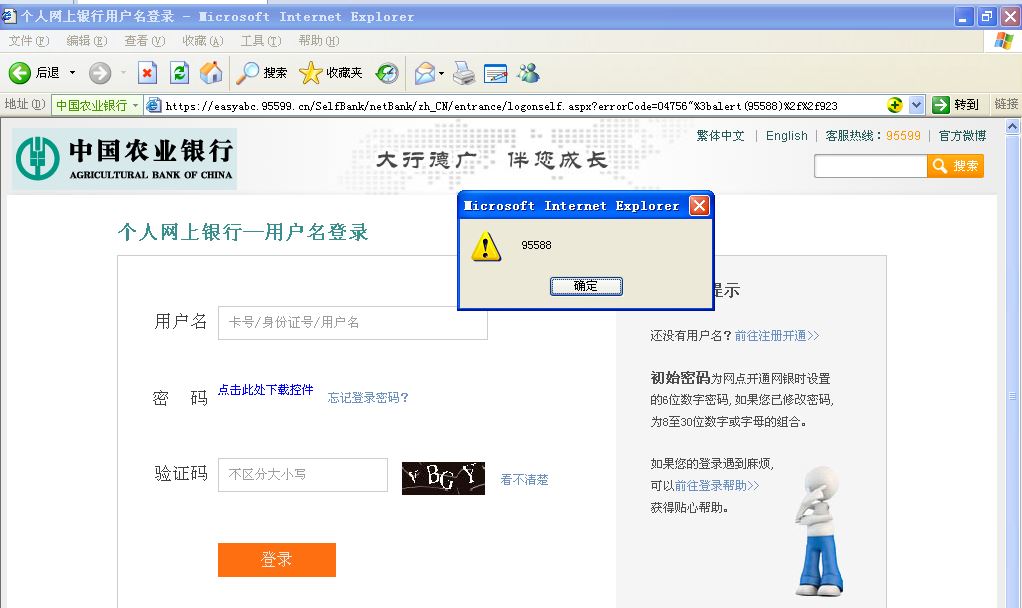 个人网上银行用户名登录 - Microsoft Internet Explorer
文件(F) 编辑(E) 查看(V) 收藏(A) 工具(T) 帮助(H)
后退 搜索 收藏夹
地址(D) 中国农业银行 https://easyabc.95599.cn/SelfBank/netBank/zh_CN/entrance/logonself.aspx?errorCode=04756"%3balert(95588)%2f%2f923 转到 链接
中国农业银行
AGRICULTURAL BANK OF CHINA
大行德广 伴您成长
繁体中文 | English | 客服热线：95599 | 官方微博
搜索
Microsoft Internet Explorer
95588
确定
个人网上银行—用户名登录
提示
用户名 卡号/身份证号/用户名
还没有用户名？前往注册开通>>
密 码 点击此处下载控件 忘记登录密码？
初始密码为网点开通网银时设置
的6位数字密码，如果您已修改密码，
为8至30位数字或字母的组合。
验证码 不区分大小写 VBGY 看不清楚
如果您的登录遇到麻烦，
可以前往登录帮助>>
获得贴心帮助。
登录